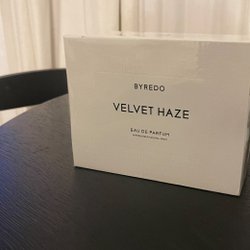 BYREDO
VELVET HAZE
EAU DE PARFUM